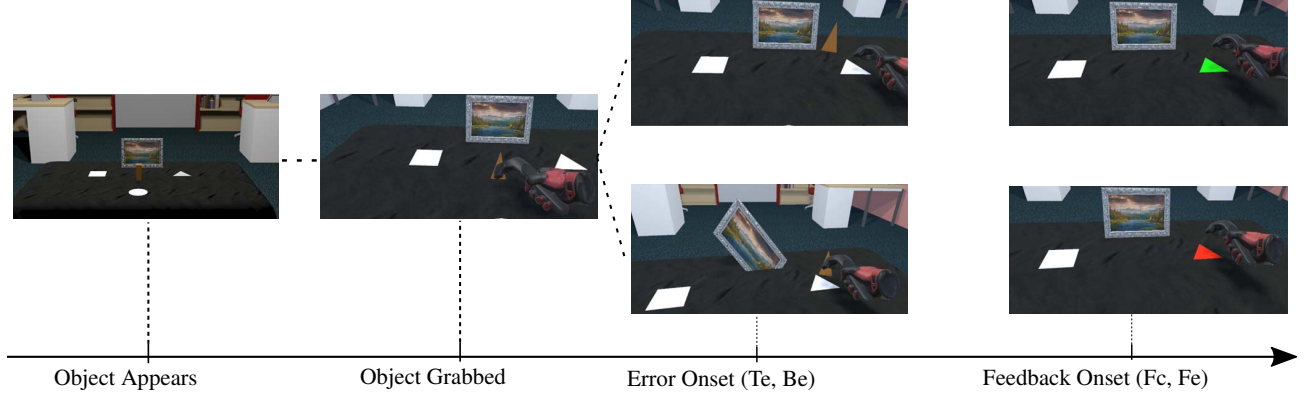 Object Appears
Object Grabbed
Error Onset (Te, Be)
Feedback Onset (Fc, Fe)